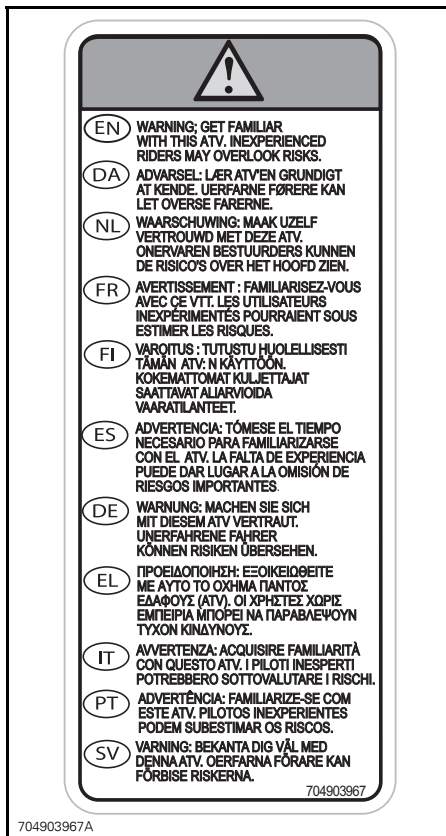 EN WARNING; GET FAMILIAR
WITH THIS ATV. INEXPERIENCED
RIDERS MAY OVERLOOK RISKS.
DA ADVARSEL: LÆR ATV'EN GRUNDIGT
AT KENDE. UERFARNE FØRERE KAN
LET OVERSE FARERNE.
NL WAARSCHUWING: MAAK UZELF
VERTROUWD MET DEZE ATV.
ONERVAREN BESTUURDERS KUNNEN
DE RISICO'S OVER HET HOOFD ZIEN.
FR AVERTISSEMENT : FAMILIARISEZ-VOUS
AVEC CE VTT. LES UTILISATEURS
INEXPÉRIMENTÉS POURRAIENT SOUS
ESTIMER LES RISQUES.
FI VAROITUS : TUTUSTU HUOLELLISESTI
TÄMÄN ATV: N KÄYTTÖÖN.
KOKEMATTOMAT KULJETTAJAT
SAATTAVAT ALIARVIOIDA
VAARATILANTEET.
ES ADVERTENCIA: TÓMESE EL TIEMPO
NECESARIO PARA FAMILIARIZARSE
CON EL ATV. LA FALTA DE EXPERIENCIA
PUEDE DAR LUGAR A LA OMISIÓN DE
RIESGOS IMPORTANTES.
DE WARNUNG: MACHEN SIE SICH
MIT DIESEM ATV VERTRAUT.
UNERFAHRENE FAHRER
KÖNNEN RISIKEN ÜBERSEHEN.
EL ΠΡΟΕΙΔΟΠΟΙΗΣΗ: ΕΞΟΙΚΕΙΩΘΕΙΤΕ
ΜΕ ΑΥΤΟ ΤΟ ΟΧΗΜΑ ΠΑΝΤΟΣ
ΕΔΑΦΟΥΣ (ATV). ΟΙ ΧΡΗΣΤΕΣ ΧΩΡΙΣ
ΕΜΠΕΙΡΙΑ ΜΠΟΡΕΙ ΝΑ ΠΑΡΑΒΛΕΨΟΥΝ
ΤΥΧΟΝ ΚΙΝΔΥΝΟΥΣ.
IT AVVERTENZA: ACQUISIRE FAMILIARITÀ
CON QUESTO ATV. I PILOTI INESPERTI
POTREBBERO SOTTOVALUTARE I RISCHI.
PT ADVERTÊNCIA: FAMILIARIZE-SE COM
ESTE ATV. PILOTOS INEXPERIENTES
PODEM SUBESTIMAR OS RISCOS.
SV VARNING: BEKANTA DIG VÄL MED
DENNA ATV. OERFARNA FÖRARE KAN
FÖRBISE RISKERNA.
704903967
704903967A